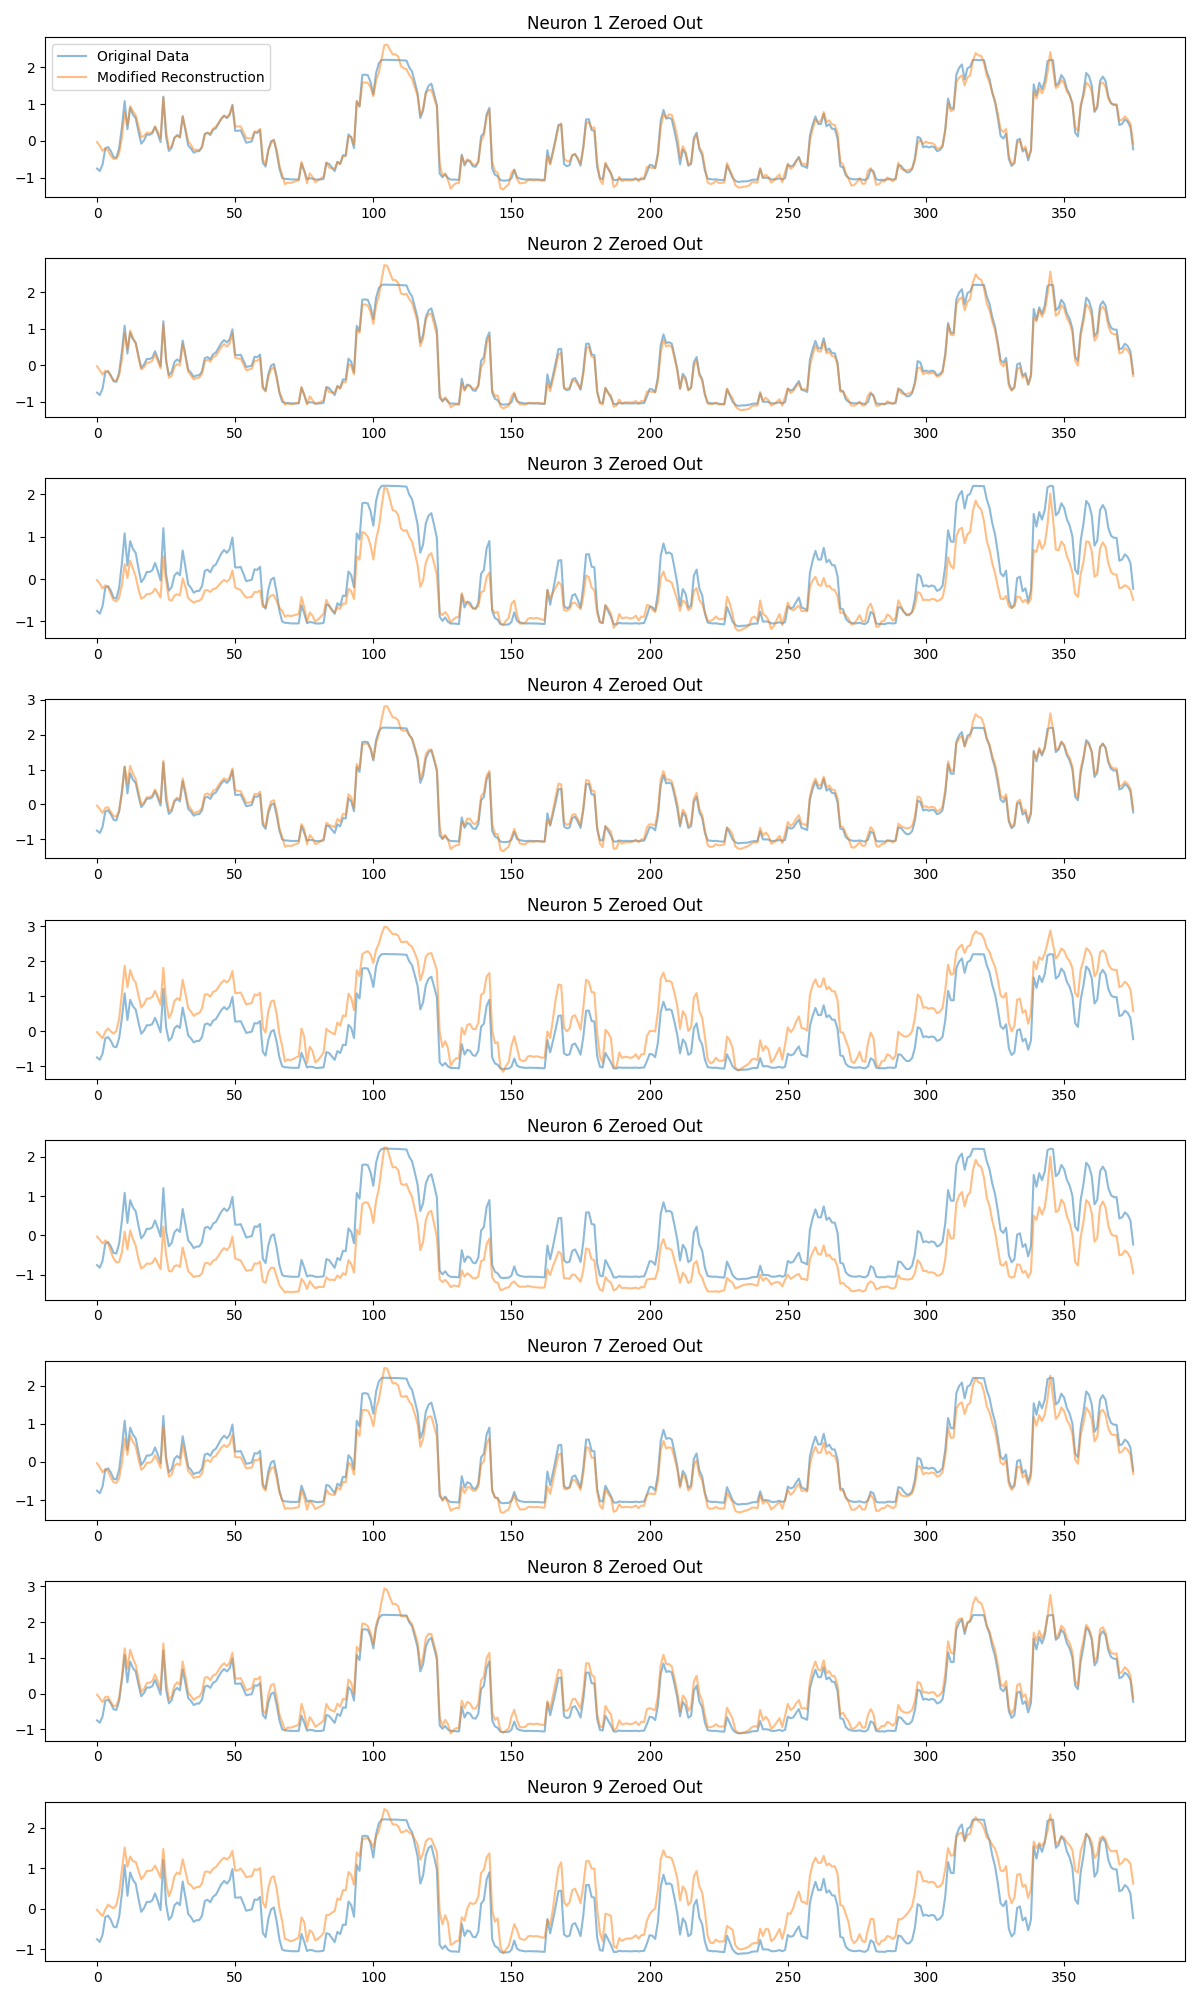 Neuron 1 Zeroed Out
Original Data
Modified Reconstruction
2
1
0
−1
0 50 100 150 200 250 300 350
Neuron 2 Zeroed Out
2
1
0
−1
0 50 100 150 200 250 300 350
Neuron 3 Zeroed Out
2
1
0
−1
0 50 100 150 200 250 300 350
Neuron 4 Zeroed Out
3
2
1
0
−1
0 50 100 150 200 250 300 350
Neuron 5 Zeroed Out
3
2
1
0
−1
0 50 100 150 200 250 300 350
Neuron 6 Zeroed Out
2
1
0
−1
0 50 100 150 200 250 300 350
Neuron 7 Zeroed Out
2
1
0
−1
0 50 100 150 200 250 300 350
Neuron 8 Zeroed Out
3
2
1
0
−1
0 50 100 150 200 250 300 350
Neuron 9 Zeroed Out
2
1
0
−1
0 50 100 150 200 250 300 350